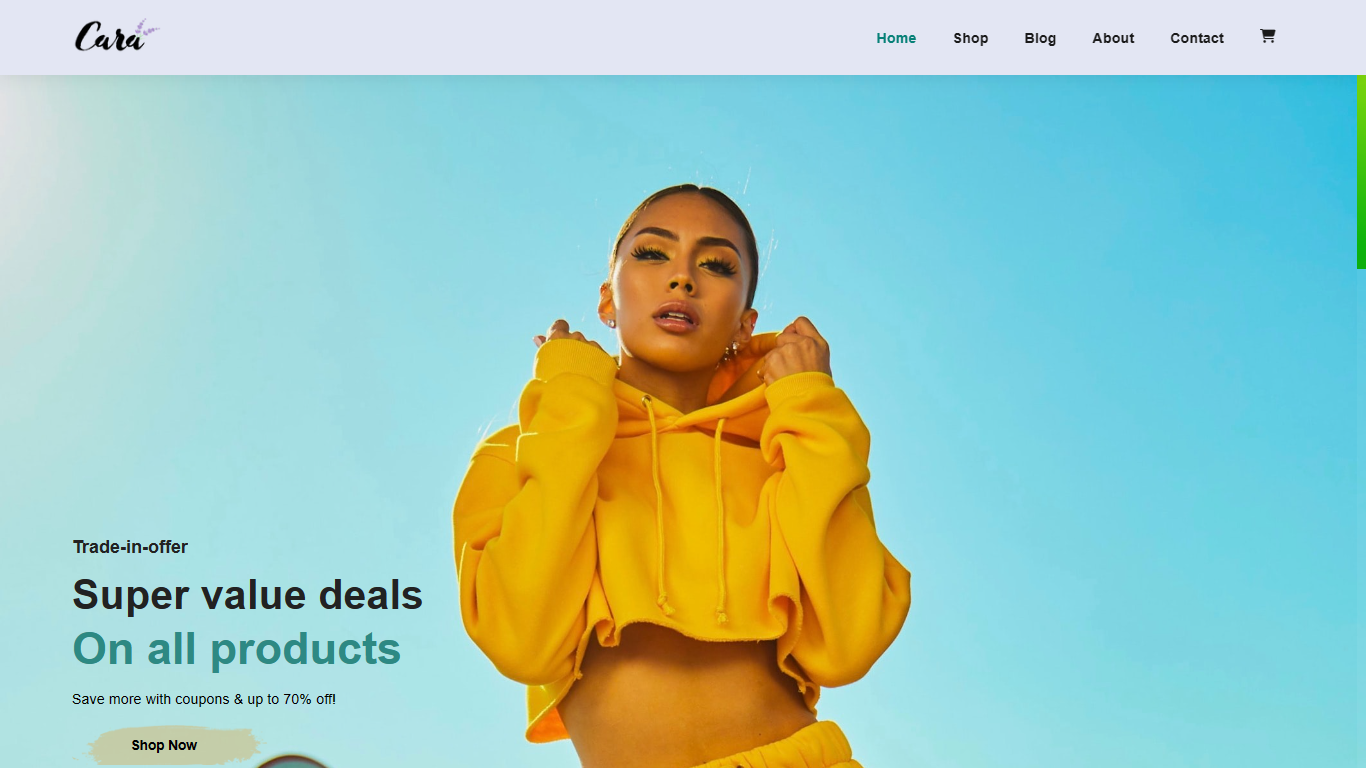 Cara
Home Shop Blog About Contact
Trade-in-offer
Super value deals
On all products
Save more with coupons & up to 70% off!
Shop Now